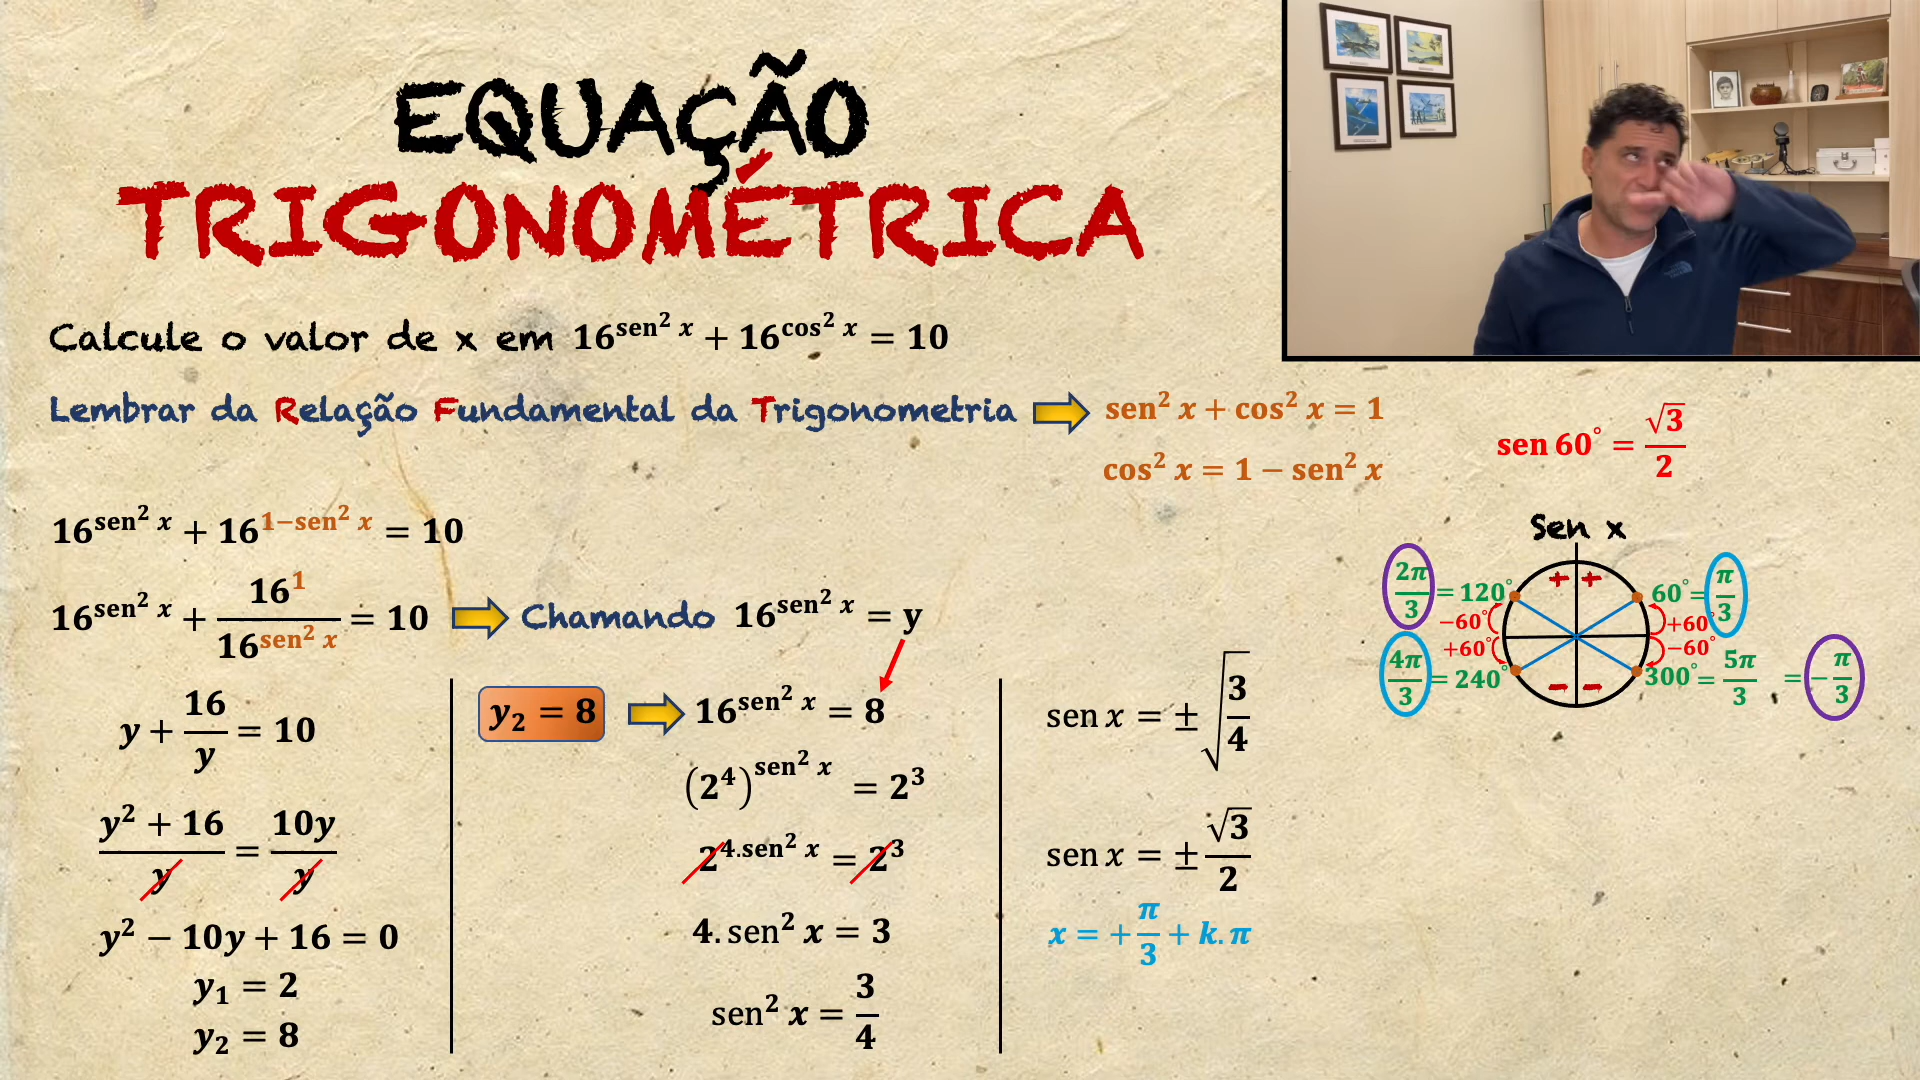 EQUAÇÃO
TRIGONOMÉTRICA
Calcule o valor de x em 16^{sen² x} + 16^{cos² x} = 10
Lembrar da Relação Fundamental da Trigonometria sen² x + cos² x = 1
cos² x = 1 − sen² x
sen 60° = √3/2
16^{sen² x} + 16^{1−sen² x} = 10
16^{sen² x} + 16^1/16^{sen² x} = 10
Chamando 16^{sen² x} = y
y + 16/y = 10
(y² + 16)/y = 10y/y
y² − 10y + 16 = 0
y₁ = 2
y₂ = 8
y₂ = 8
16^{sen² x} = 8
(2⁴)^{sen² x} = 2³
2^{4.sen² x} = 2³
4.sen² x = 3
sen² x = 3/4
sen x = ±√(3/4)
sen x = ±√3/2
x = +π/3 + k.π
Sen x
+ +
2π/3 = 120°
60° = π/3
−60°
+60°
+60°
−60°
− −
4π/3 = 240°
300° = 5π/3 = −π/3